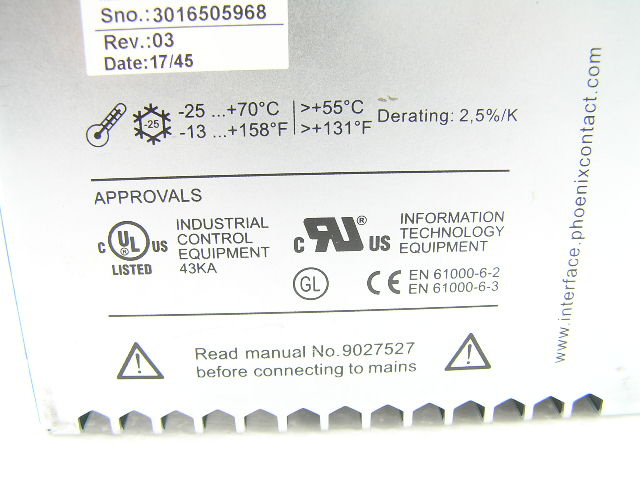 Sno.:3016505968
Rev.:03
Date:17/45
-25
-25 ...+70°C
-13 ...+158°F
>+55°C
>+131°F
Derating: 2,5%/K
APPROVALS
C UL US
LISTED
INDUSTRIAL
CONTROL
EQUIPMENT
43KA
C RU ® US
INFORMATION
TECHNOLOGY
EQUIPMENT
GL
CE
EN 61000-6-2
EN 61000-6-3
! Read manual No.9027527 !
before connecting to mains
www.interface.phoenixcontact.com